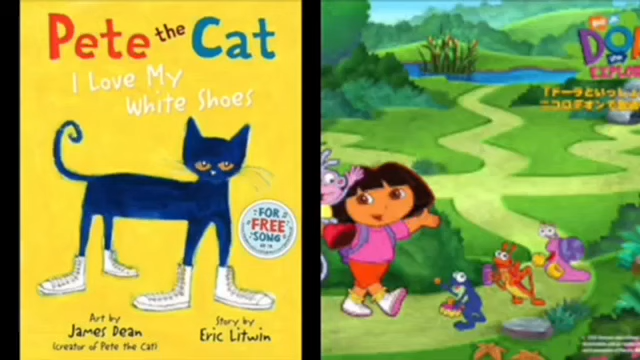 Pete the Cat
I Love My
White Shoes
FOR
FREE
SONG
Art by
James Dean
(creator of Pete the Cat)
Story by
Eric Litwin
DO
the
EXPLO
「ドーラといっしょ
ニコロデオンで